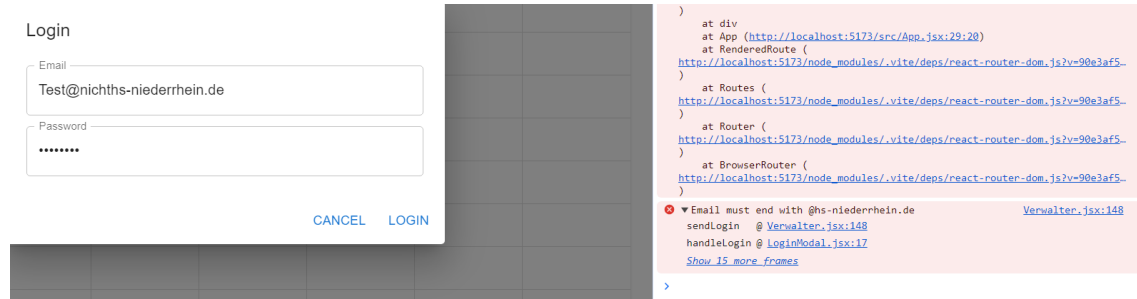 Login
Email
Test@nichths-niederrhein.de
Password
••••••••
CANCEL LOGIN
)
at div
at App (http://localhost:5173/src/App.jsx:29:20)
at RenderedRoute (
http://localhost:5173/node_modules/.vite/deps/react-router-dom.js?v=90e3af5…
)
at Routes (
http://localhost:5173/node_modules/.vite/deps/react-router-dom.js?v=90e3af5…
)
at Router (
http://localhost:5173/node_modules/.vite/deps/react-router-dom.js?v=90e3af5…
)
at BrowserRouter (
http://localhost:5173/node_modules/.vite/deps/react-router-dom.js?v=90e3af5…
)
▼Email must end with @hs-niederrhein.de Verwalter.jsx:148
sendLogin @ Verwalter.jsx:148
handleLogin @ LoginModal.jsx:17
Show 15 more frames
>